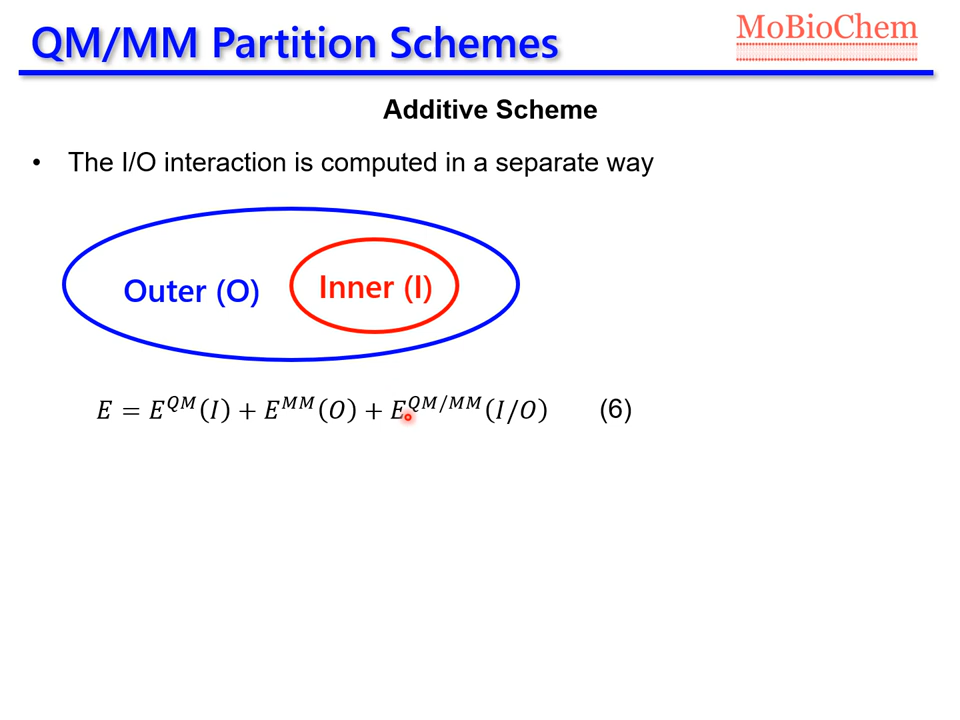 QM/MM Partition Schemes
MoBioChem
Additive Scheme
• The I/O interaction is computed in a separate way
Outer (O)
Inner (I)
E = E^{QM}(I) + E^{MM}(O) + E^{QM/MM}(I/O) (6)